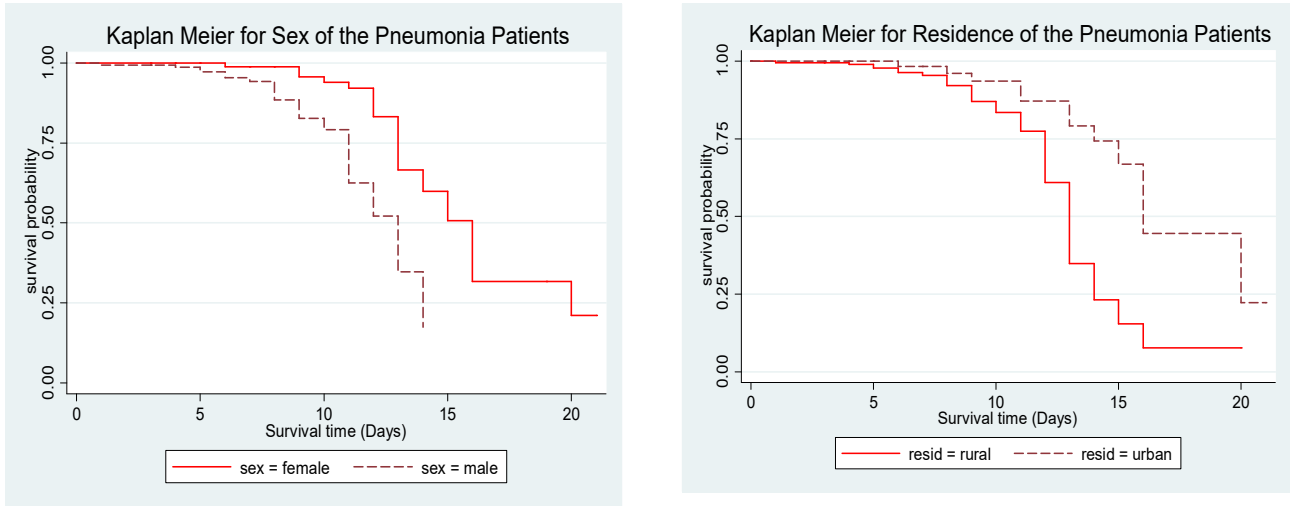 Kaplan Meier for Sex of the Pneumonia Patients
survival probability
1.00
0.75
0.50
0.25
0.00
0 5 10 15 20
Survival time (Days)
sex = female sex = male
Kaplan Meier for Residence of the Pneumonia Patients
survival probability
1.00
0.75
0.50
0.25
0.00
0 5 10 15 20
Survival time (Days)
resid = rural resid = urban